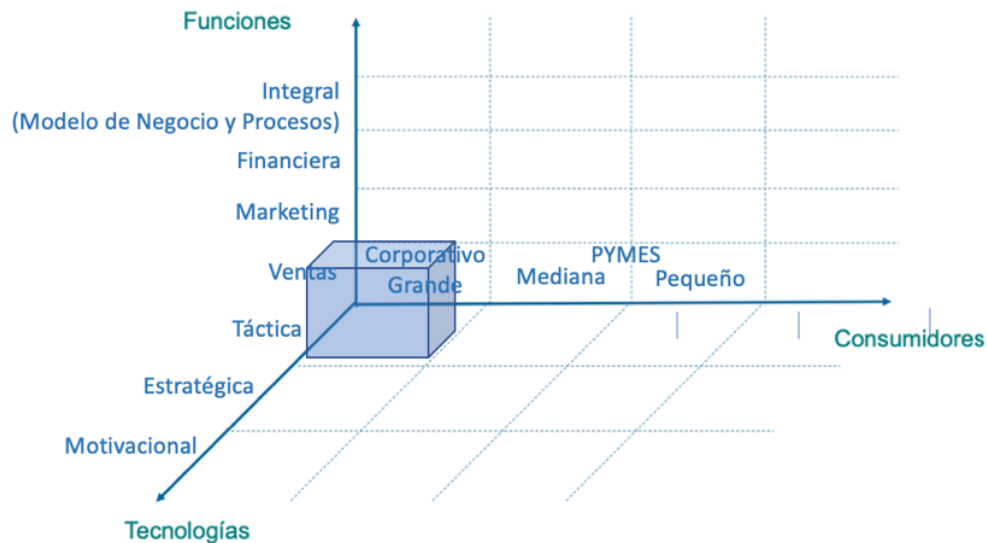 Funciones
Integral
(Modelo de Negocio y Procesos)
Financiera
Marketing
Ventas
Corporativo
Grande
PYMES
Mediana
Pequeño
Táctica
Consumidores
Estratégica
Motivacional
Tecnologías